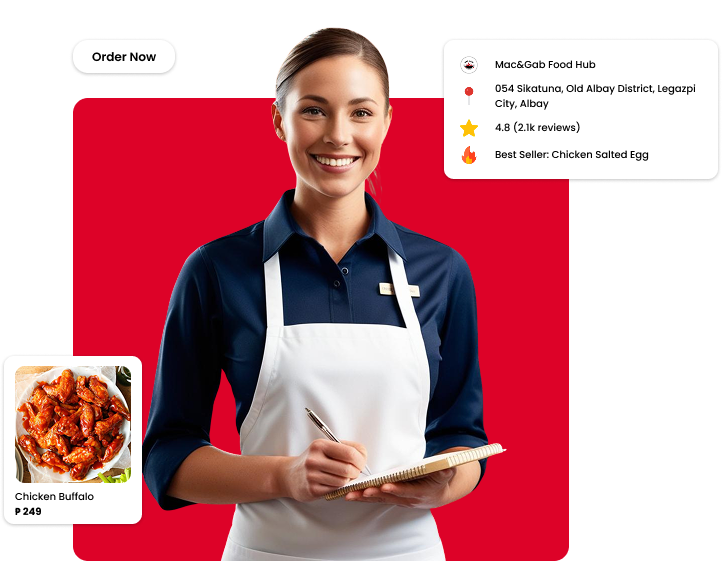 Order Now
Mac&Gab Food Hub
054 Sikatuna, Old Albay District, Legazpi
City, Albay
4.8 (2.1k reviews)
Best Seller: Chicken Salted Egg
Chicken Buffalo
₱ 249